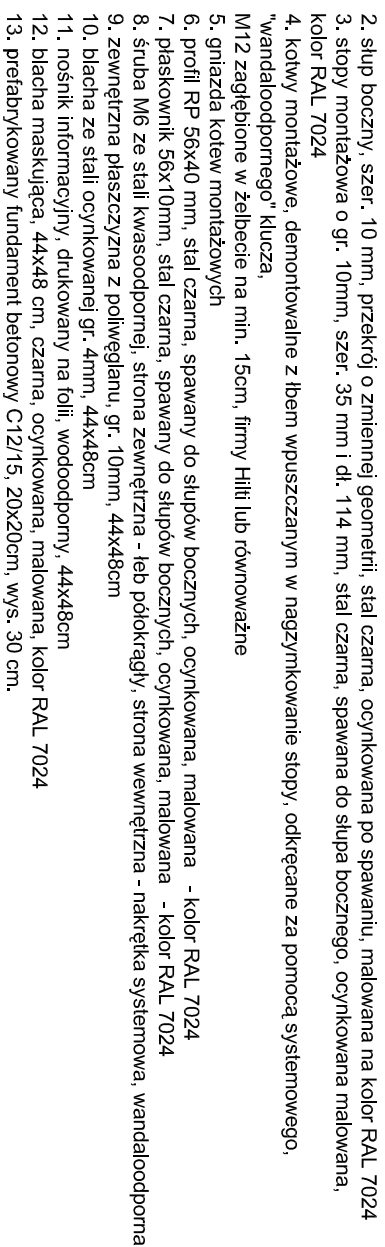 2. słup boczny, szer. 10 mm, przekrój o zmiennej geometrii, stal czarna, ocynkowana po spawaniu, malowana na kolor RAL 7024
3. stopy montażowa o gr. 10mm, szer. 35 mm i dł. 114 mm, stal czarna, spawana do słupa bocznego, ocynkowana malowana,
kolor RAL 7024
4. kotwy montażowe, demontowalne z łbem wpuszczanym w nagzymkowanie stopy, odkręcane za pomocą systemowego,
"wandaloodpornego" klucza,
M12 zagłębione w żelbecie na min. 15cm, firmy Hilti lub równoważne
5. gniazda kotew montażowych
6. profil RP 56x40 mm, stal czarna, spawany do słupów bocznych, ocynkowana, malowana - kolor RAL 7024
7. płaskownik 56x10mm, stal czarna, spawany do słupów bocznych, ocynkowana, malowana - kolor RAL 7024
8. śruba M6 ze stali kwasoodpornej, strona zewnętrzna - łeb półokrągły, strona wewnętrzna - nakrętka systemowa, wandaloodporna
9. zewnętrzna płaszczyzna z poliwęglanu, gr. 10mm, 44x48cm
10. blacha ze stali ocynkowanej gr. 4mm, 44x48cm
11. nośnik informacyjny, drukowany na folii, wodoodporny, 44x48cm
12. blacha maskująca, 44x48 cm, czarna, ocynkowana, malowana, kolor RAL 7024
13. prefabrykowany fundament betonowy C12/15, 20x20cm, wys. 30 cm.